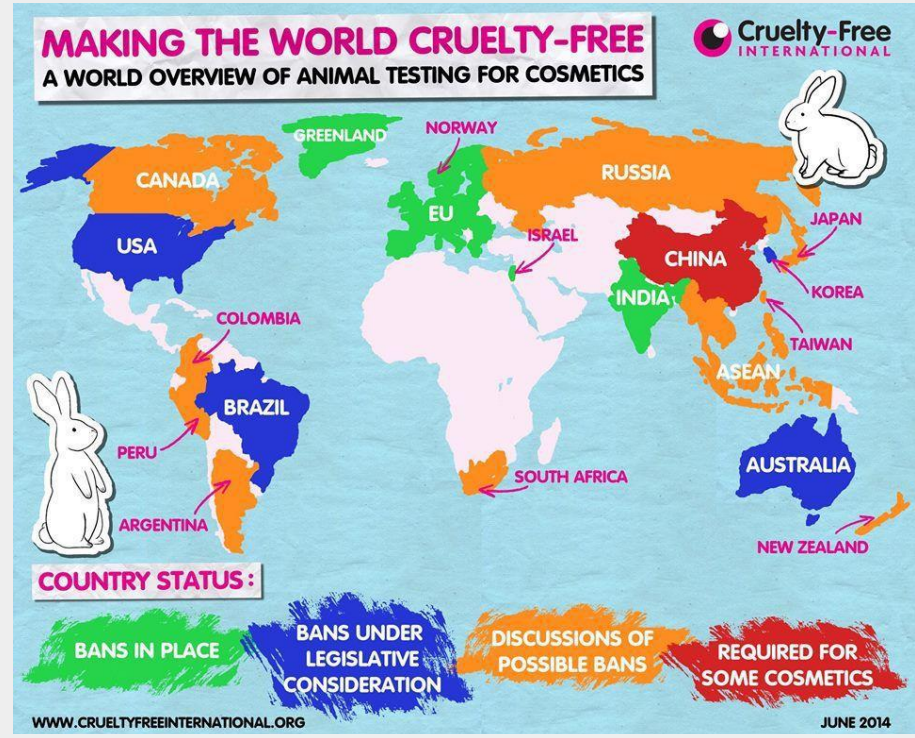 MAKING THE WORLD CRUELTY-FREE
A WORLD OVERVIEW OF ANIMAL TESTING FOR COSMETICS
Cruelty-Free
INTERNATIONAL
GREENLAND
NORWAY
CANADA
RUSSIA
EU
USA
ISRAEL
CHINA
JAPAN
INDIA
KOREA
COLOMBIA
TAIWAN
ASEAN
BRAZIL
PERU
AUSTRALIA
SOUTH AFRICA
ARGENTINA
NEW ZEALAND
COUNTRY STATUS:
BANS IN PLACE
BANS UNDER
LEGISLATIVE
CONSIDERATION
DISCUSSIONS OF
POSSIBLE BANS
REQUIRED FOR
SOME COSMETICS
WWW.CRUELTYFREEINTERNATIONAL.ORG
JUNE 2014